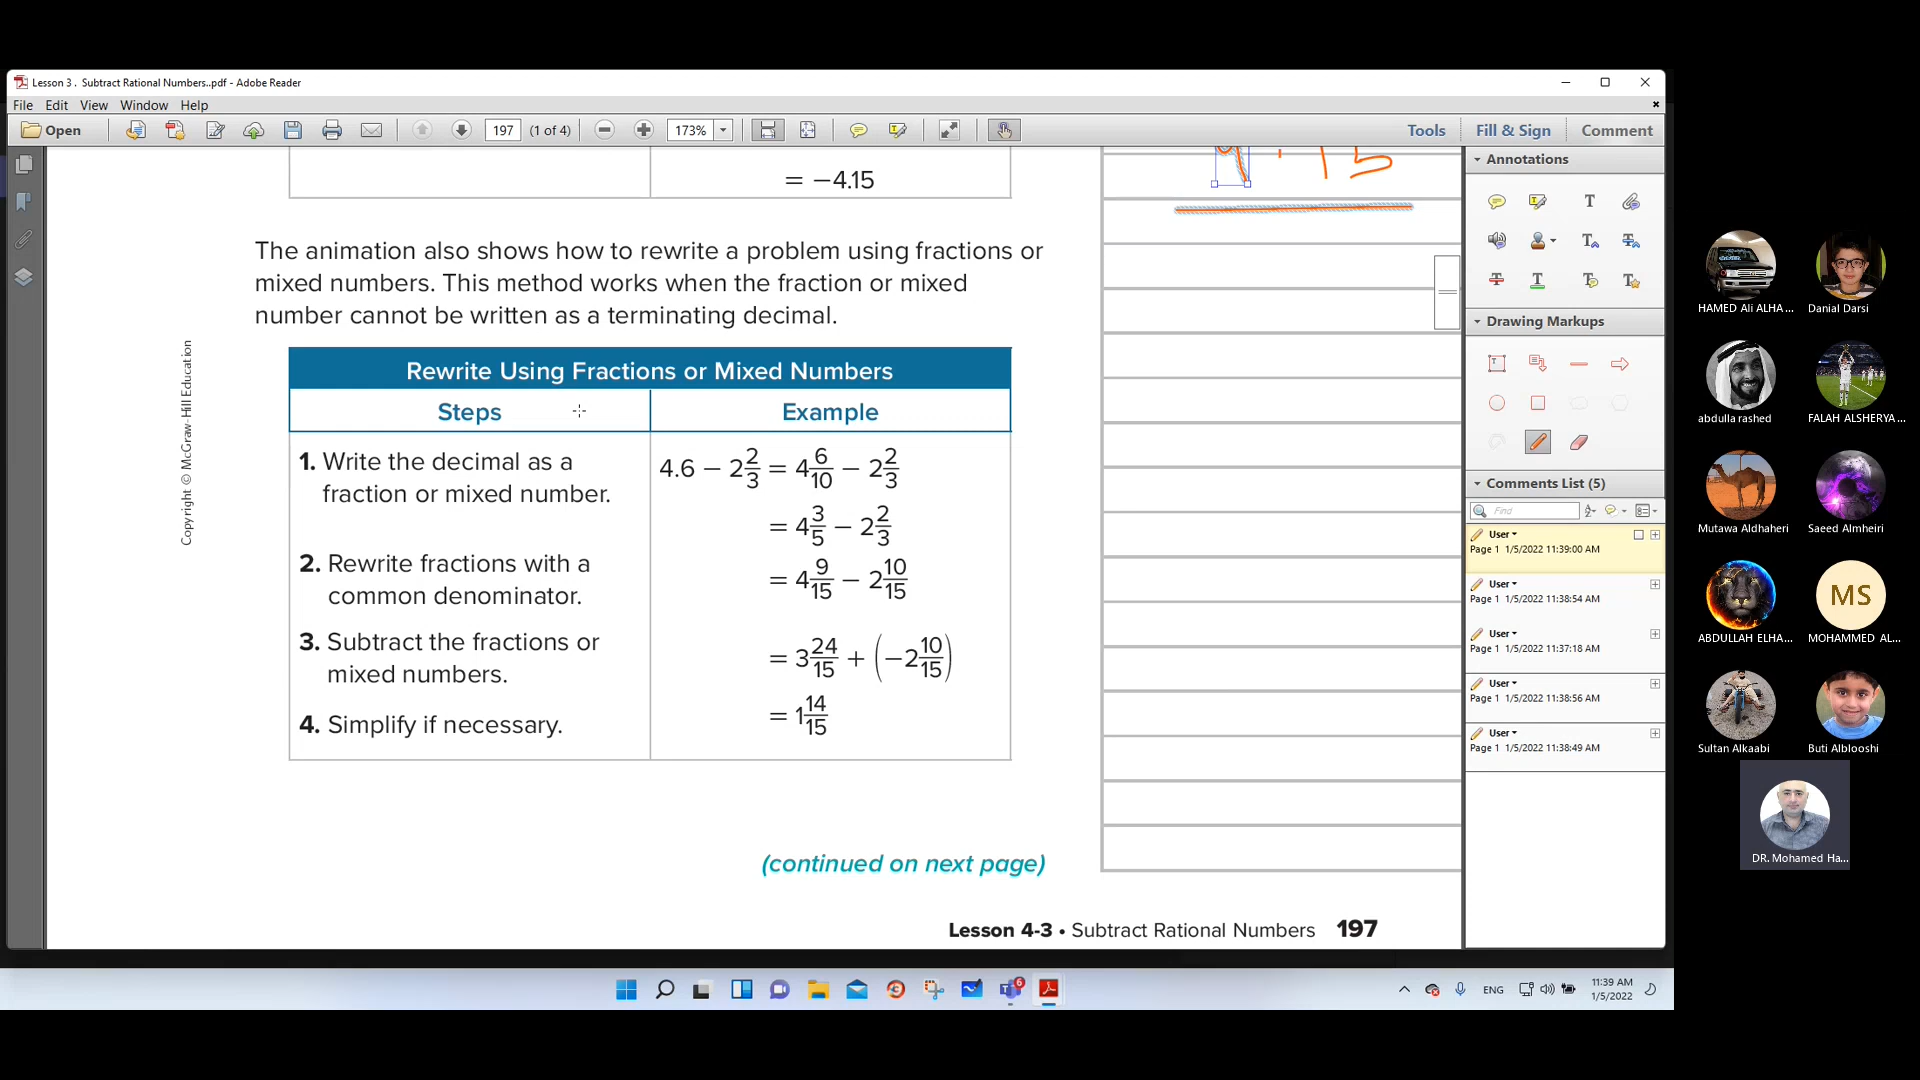 Lesson 3 . Subtract Rational Numbers..pdf - Adobe Reader
File Edit View Window Help
Open 197 (1 of 4) 173% Tools Fill & Sign Comment
= −4.15
The animation also shows how to rewrite a problem using fractions or
mixed numbers. This method works when the fraction or mixed
number cannot be written as a terminating decimal.
Rewrite Using Fractions or Mixed Numbers
Steps Example
1. Write the decimal as a
fraction or mixed number.
4.6 − 2 2/3 = 4 6/10 − 2 2/3
= 4 3/5 − 2 2/3
2. Rewrite fractions with a
common denominator.
= 4 9/15 − 2 10/15
3. Subtract the fractions or
mixed numbers.
= 3 24/15 + (−2 10/15)
4. Simplify if necessary.
= 1 14/15
(continued on next page)
Lesson 4-3 • Subtract Rational Numbers 197
Copyright © McGraw-Hill Education
Annotations
Drawing Markups
Comments List (5)
Find
User
Page 1 1/5/2022 11:39:00 AM
User
Page 1 1/5/2022 11:38:54 AM
User
Page 1 1/5/2022 11:37:18 AM
User
Page 1 1/5/2022 11:38:56 AM
User
Page 1 1/5/2022 11:38:49 AM
HAMED Ali ALHA... Danial Darsi
abdulla rashed FALAH ALSHERYA...
Mutawa Aldhaheri Saeed Almheiri
MS
ABDULLAH ELHA... MOHAMMED AL...
Sultan Alkaabi Buti Alblooshi
DR. Mohamed Ha...
6
ENG
11:39 AM
1/5/2022